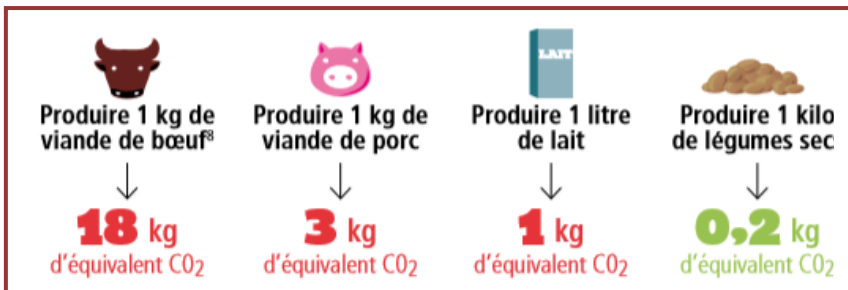 LAIT
Produire 1 kg de
viande de bœuf⁸
Produire 1 kg de
viande de porc
Produire 1 litre
de lait
Produire 1 kilo
de légumes sec
18 kg
d'équivalent CO₂
3 kg
d'équivalent CO₂
1 kg
d'équivalent CO₂
0,2 kg
d'équivalent CO₂